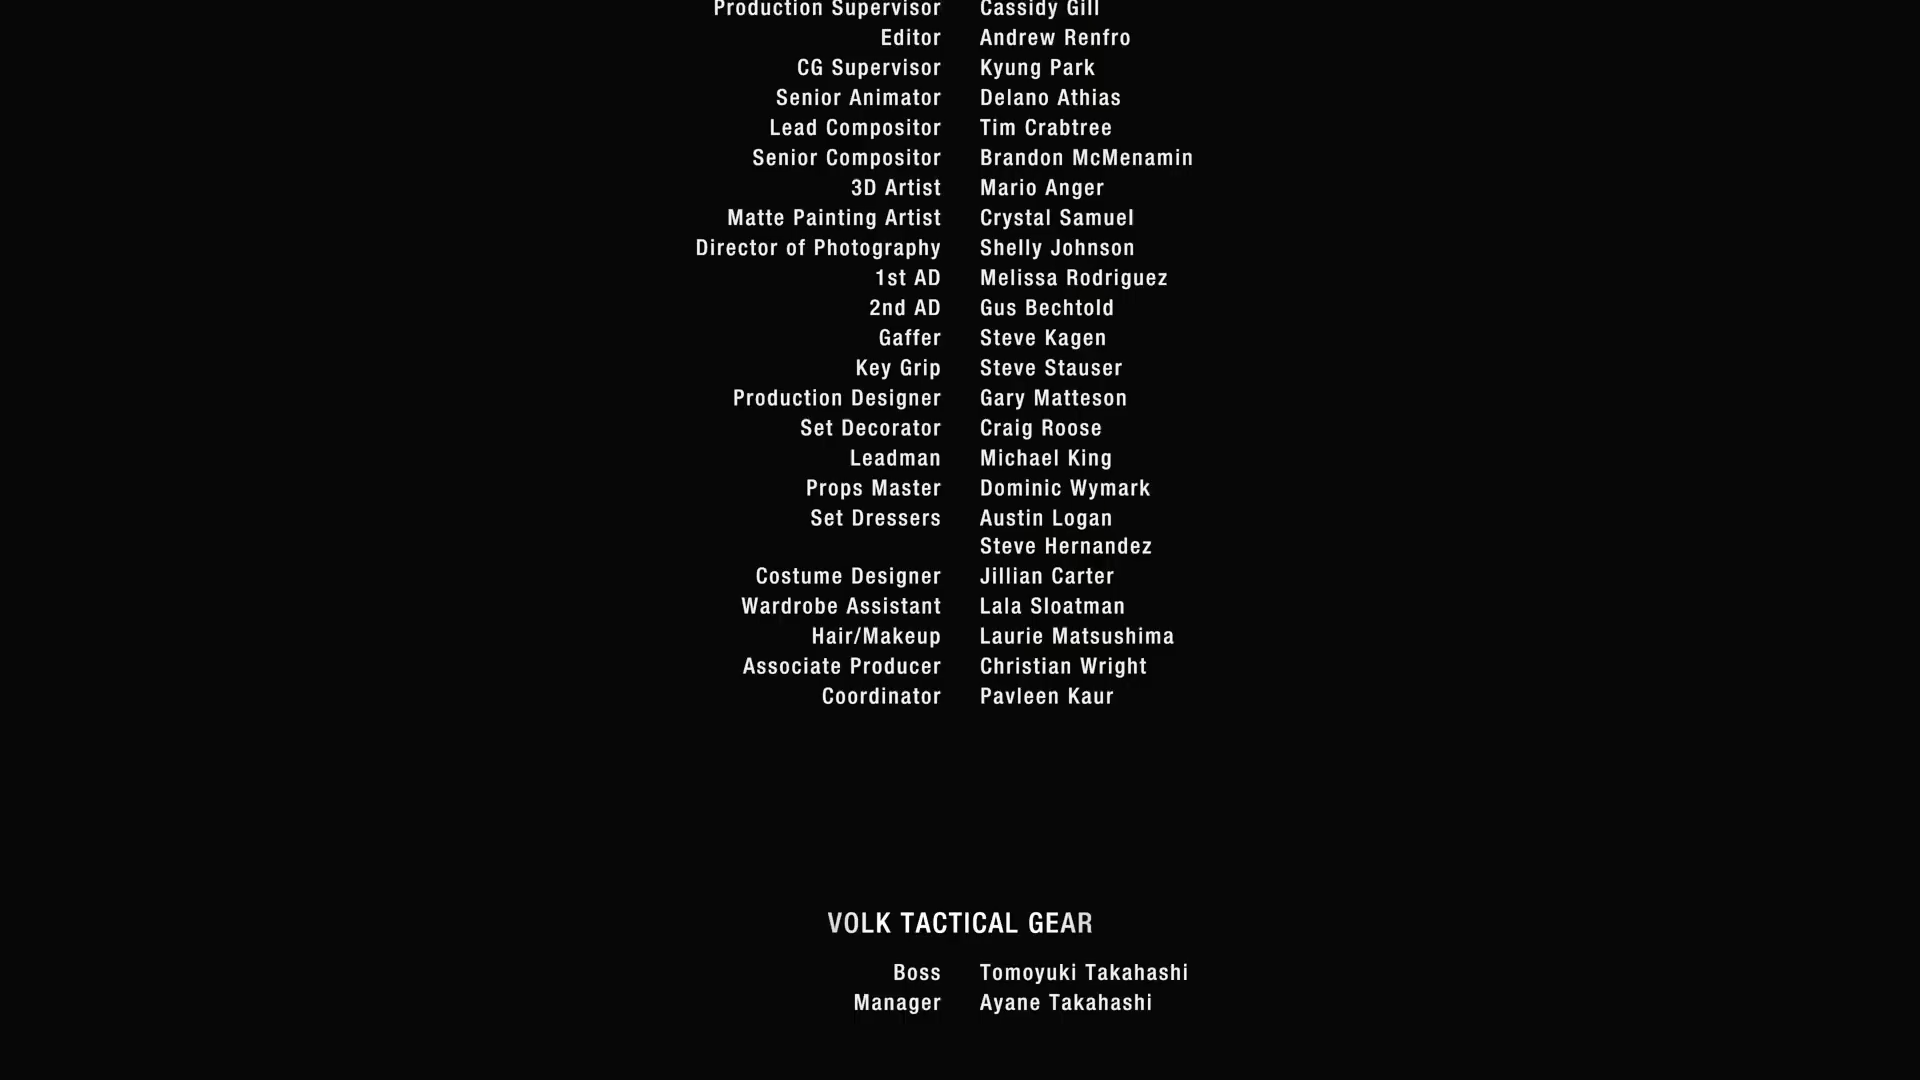 Production Supervisor Cassidy Gill
Editor Andrew Renfro
CG Supervisor Kyung Park
Senior Animator Delano Athias
Lead Compositor Tim Crabtree
Senior Compositor Brandon McMenamin
3D Artist Mario Anger
Matte Painting Artist Crystal Samuel
Director of Photography Shelly Johnson
1st AD Melissa Rodriguez
2nd AD Gus Bechtold
Gaffer Steve Kagen
Key Grip Steve Stauser
Production Designer Gary Matteson
Set Decorator Craig Roose
Leadman Michael King
Props Master Dominic Wymark
Set Dressers Austin Logan
Steve Hernandez
Costume Designer Jillian Carter
Wardrobe Assistant Lala Sloatman
Hair/Makeup Laurie Matsushima
Associate Producer Christian Wright
Coordinator Pavleen Kaur
VOLK TACTICAL GEAR
Boss Tomoyuki Takahashi
Manager Ayane Takahashi